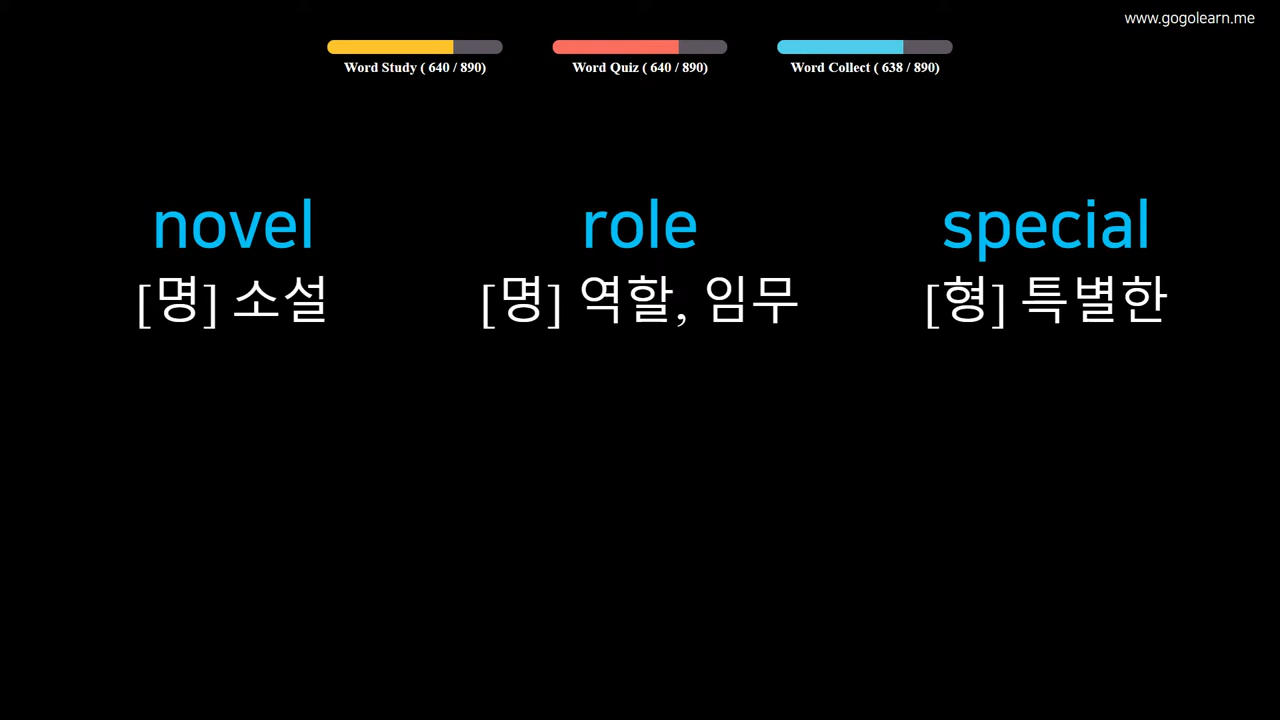 www.gogolearn.me
Word Study ( 640 / 890)
Word Quiz ( 640 / 890)
Word Collect ( 638 / 890)
novel
[명] 소설
role
[명] 역할, 임무
special
[형] 특별한